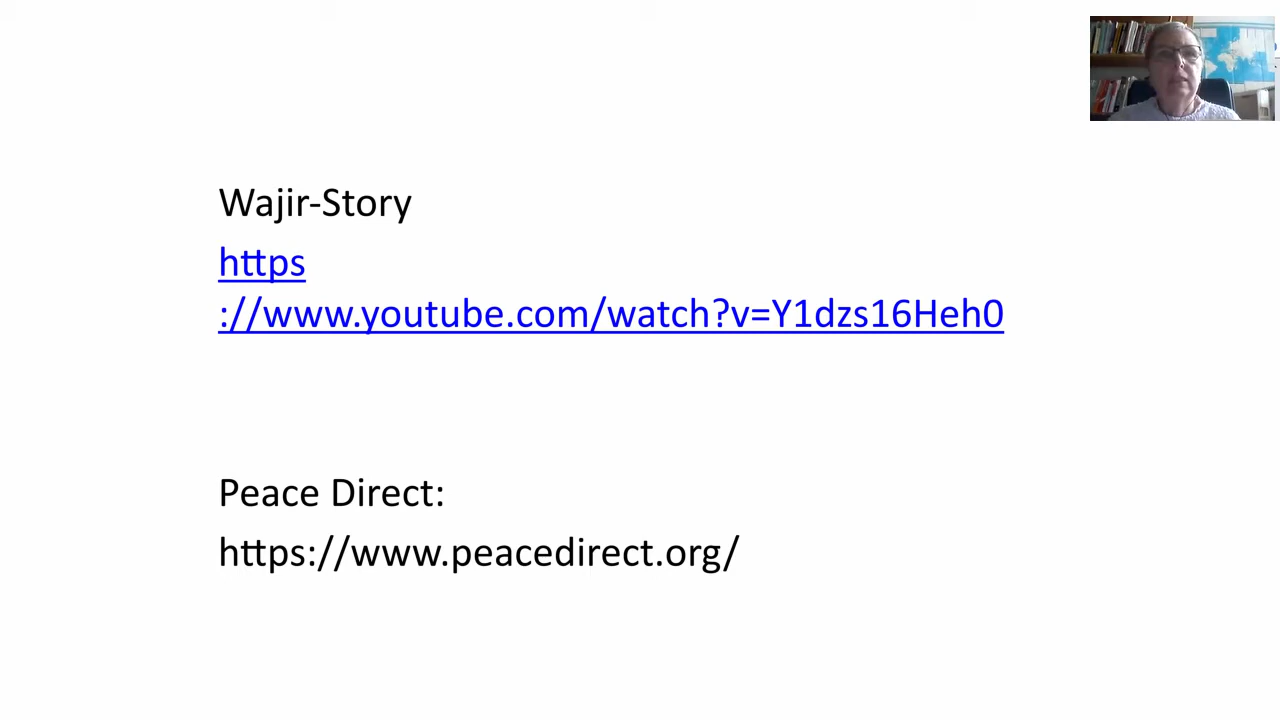 Wajir-Story
https
://www.youtube.com/watch?v=Y1dzs16Heh0
Peace Direct:
https://www.peacedirect.org/